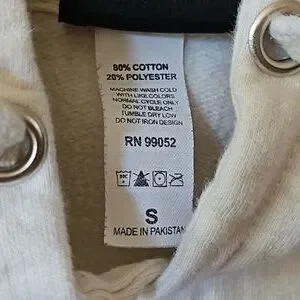 80% COTTON
20% POLYESTER
MACHINE WASH COLD
WITH LIKE COLORS
NORMAL CYCLE ONLY
DO NOT BLEACH
TUMBLE DRY LOW
DO NOT IRON DESIGN
RN 99052
S
MADE IN PAKISTAN